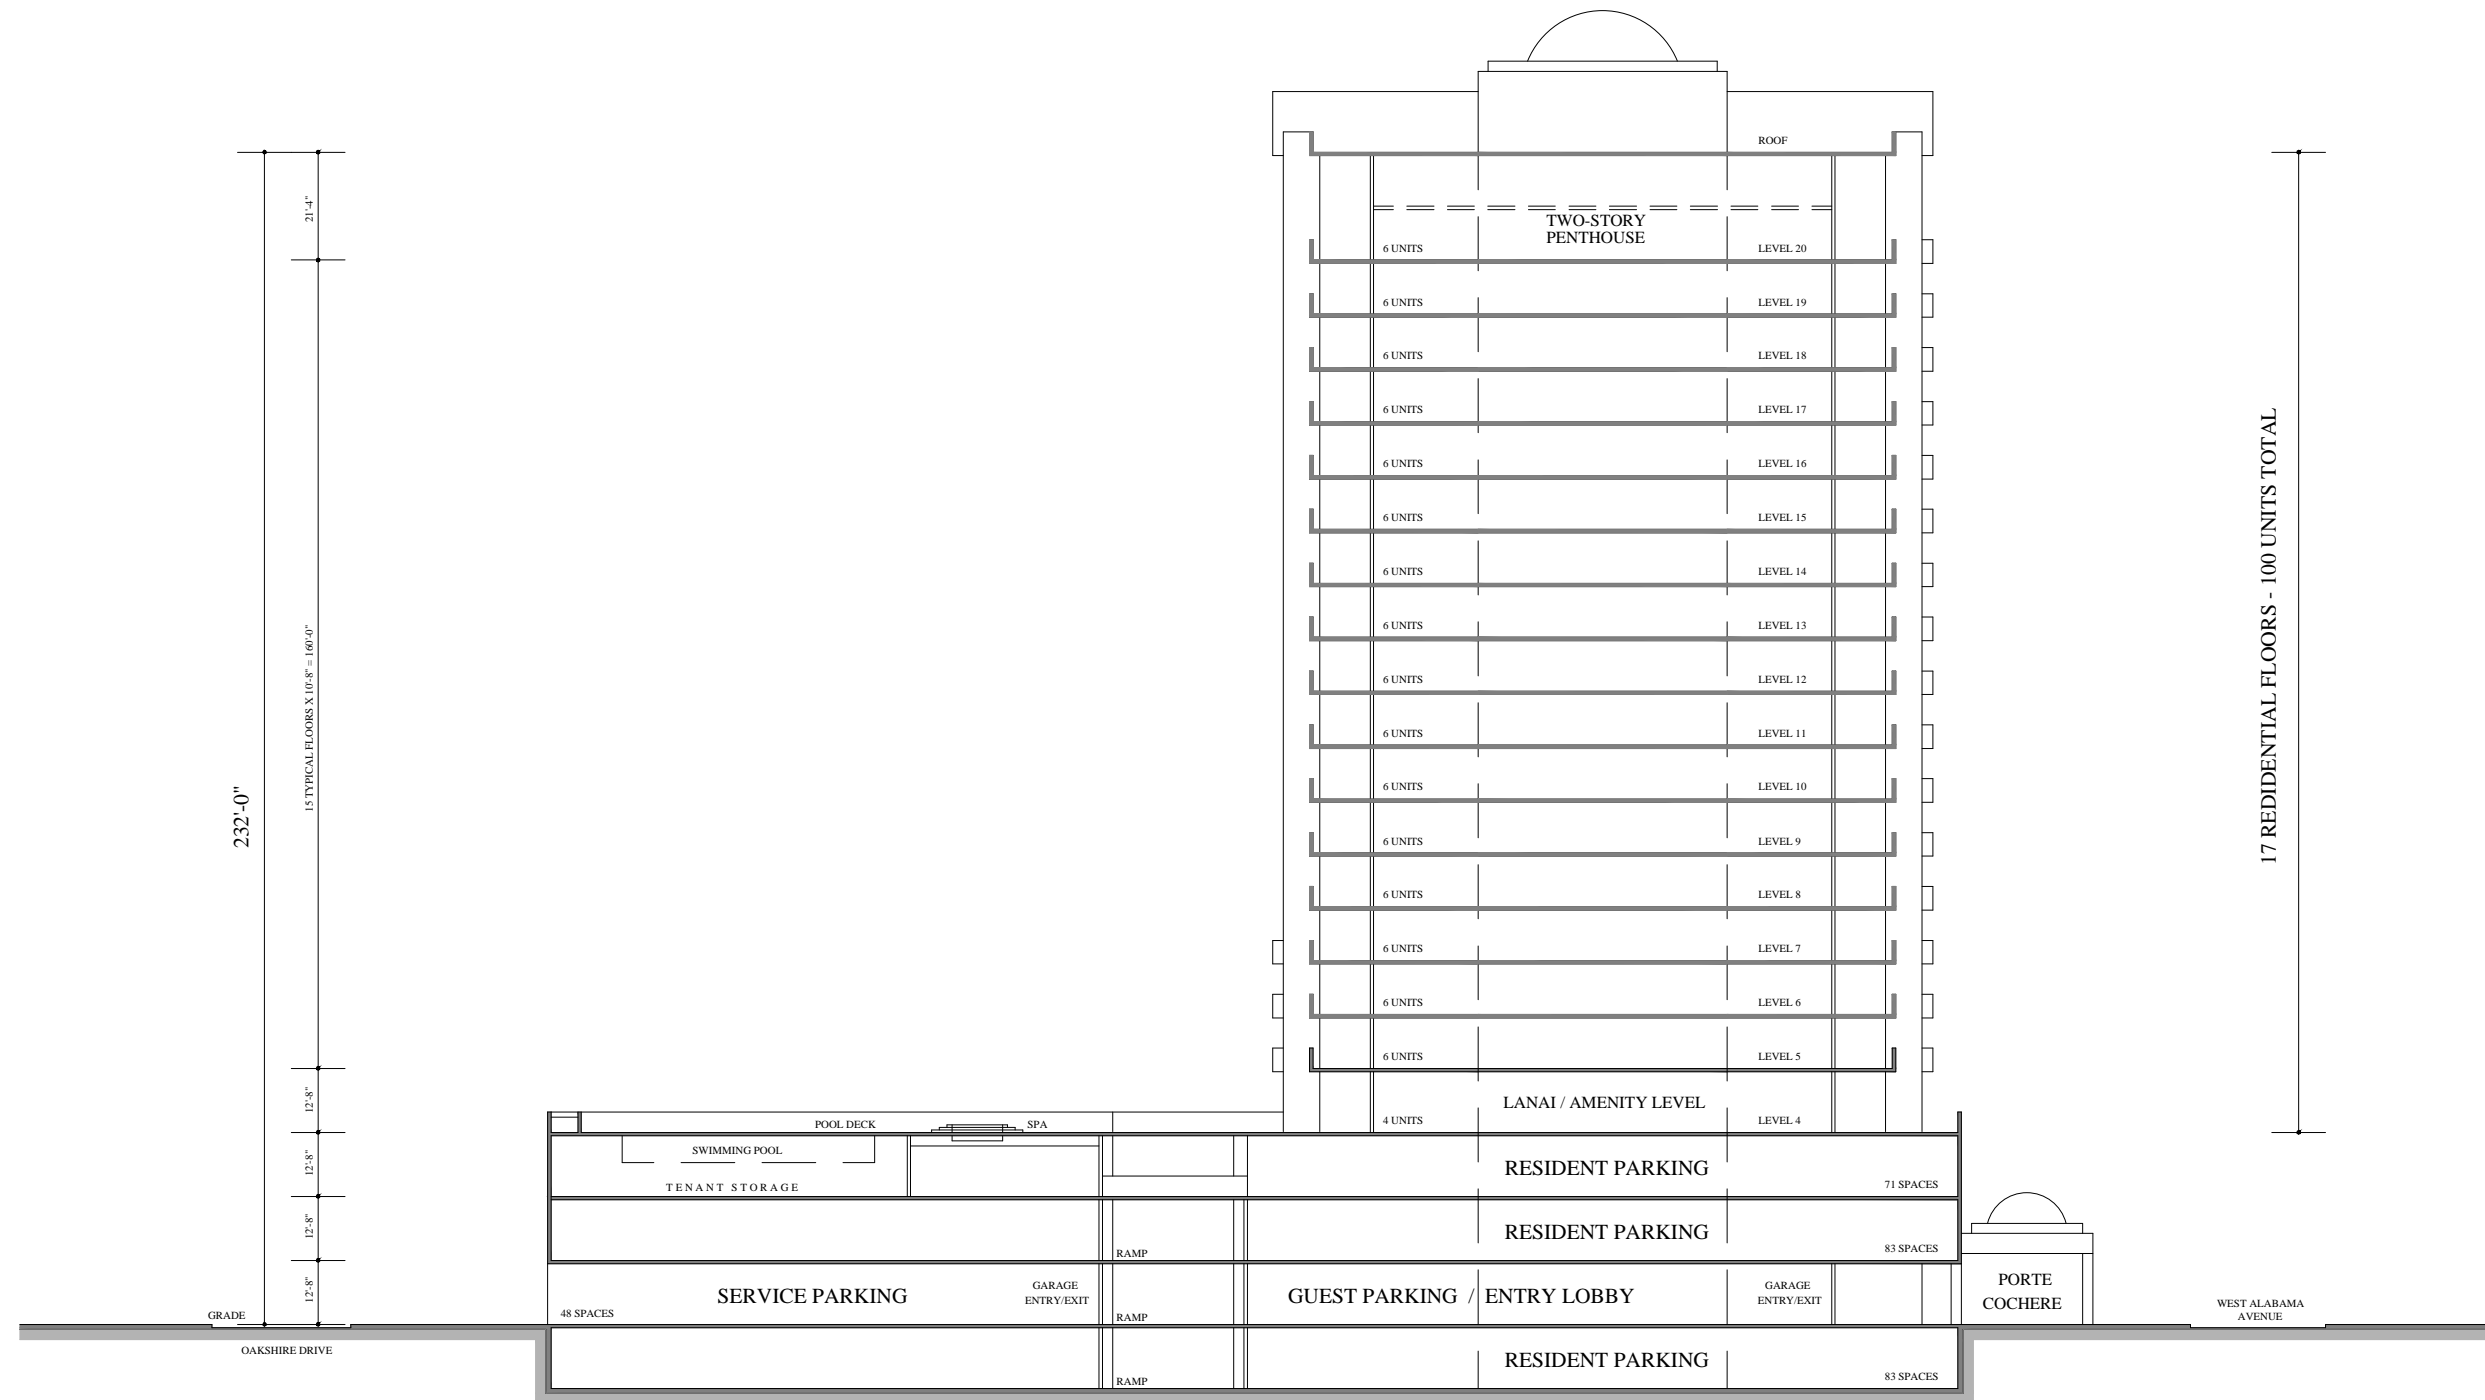 ROOF
21'-4"
TWO-STORY
PENTHOUSE
6 UNITS LEVEL 20
6 UNITS LEVEL 19
6 UNITS LEVEL 18
6 UNITS LEVEL 17
6 UNITS LEVEL 16
6 UNITS LEVEL 15
6 UNITS LEVEL 14
6 UNITS LEVEL 13
6 UNITS LEVEL 12
6 UNITS LEVEL 11
6 UNITS LEVEL 10
6 UNITS LEVEL 9
6 UNITS LEVEL 8
6 UNITS LEVEL 7
6 UNITS LEVEL 6
6 UNITS LEVEL 5
15 TYPICAL FLOORS X 10'-8" = 160'-0"
232'-0"
17 REDIDENTIAL FLOORS - 100 UNITS TOTAL
12'-8"
LANAI / AMENITY LEVEL
4 UNITS LEVEL 4
POOL DECK SPA
12'-8"
SWIMMING POOL
TENANT STORAGE
RESIDENT PARKING
71 SPACES
12'-8"
RESIDENT PARKING
RAMP
83 SPACES
12'-8"
SERVICE PARKING
48 SPACES
GARAGE
ENTRY/EXIT
RAMP
GUEST PARKING / ENTRY LOBBY
GARAGE
ENTRY/EXIT
PORTE
COCHERE
WEST ALABAMA
AVENUE
GRADE
OAKSHIRE DRIVE
RESIDENT PARKING
RAMP
83 SPACES